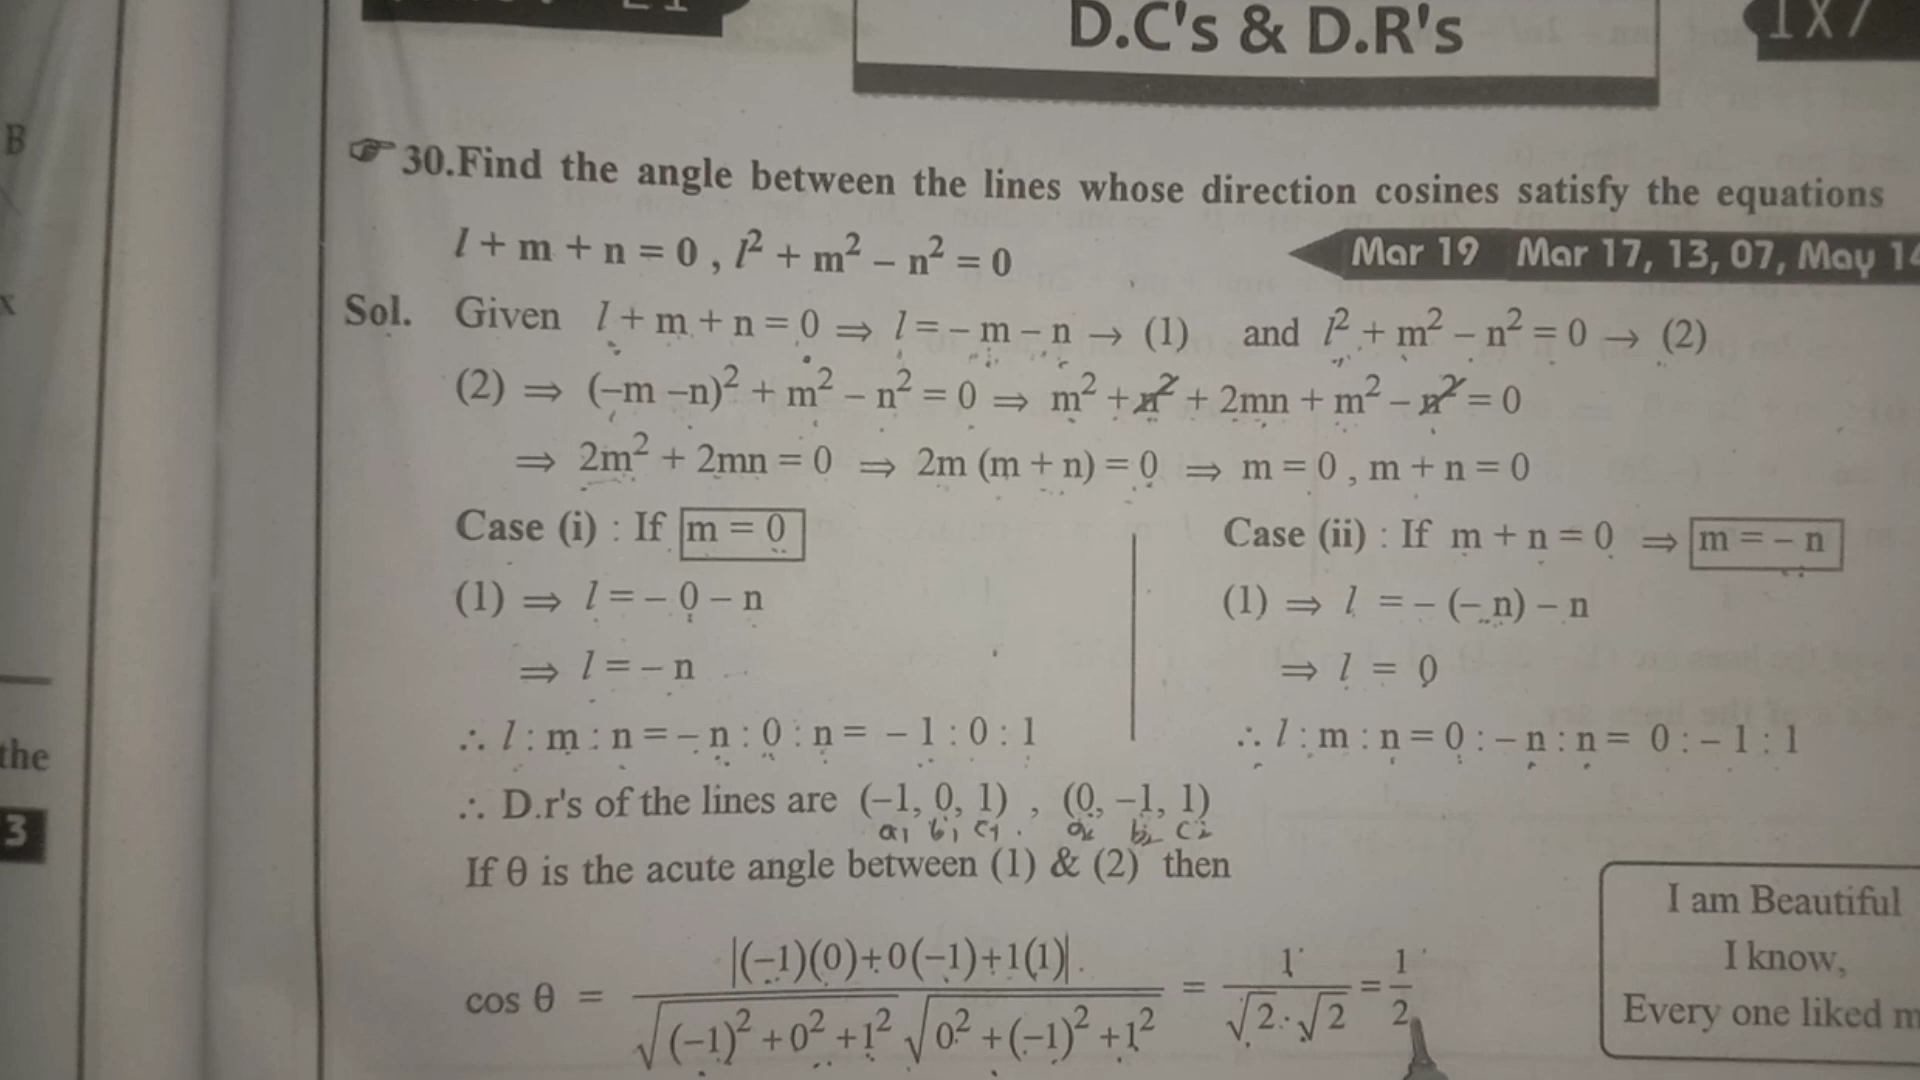 D.C's & D.R's
B
x
the
3
30.Find the angle between the lines whose direction cosines satisfy the equations
l + m + n = 0 , l² + m² – n² = 0
Mar 19 Mar 17, 13, 07, May 14
Sol. Given l + m + n = 0 ⇒ l = – m – n → (1) and l² + m² – n² = 0 → (2)
(2) ⇒ (–m –n)² + m² – n² = 0 ⇒ m² + n² + 2mn + m² – n² = 0
⇒ 2m² + 2mn = 0 ⇒ 2m (m + n) = 0 ⇒ m = 0 , m + n = 0
Case (i) : If m = 0
(1) ⇒ l = – 0 – n
⇒ l = – n
∴ l : m : n = – n : 0 : n = – 1 : 0 : 1
Case (ii) : If m + n = 0 ⇒ m = – n
(1) ⇒ l = – (– n) – n
⇒ l = 0
∴ l : m : n = 0 : – n : n = 0 : – 1 : 1
∴ D.r's of the lines are (–1, 0, 1) , (0, –1, 1)
a₁ b₁ c₁ a₂ b₂ c₂
If θ is the acute angle between (1) & (2) then
cos θ = |(–1)(0)+0(–1)+1(1)| / √(–1)² + 0² + 1² √0² + (–1)² + 1² = 1 / √2 . √2 = 1/2
I am Beautiful
I know,
Every one liked